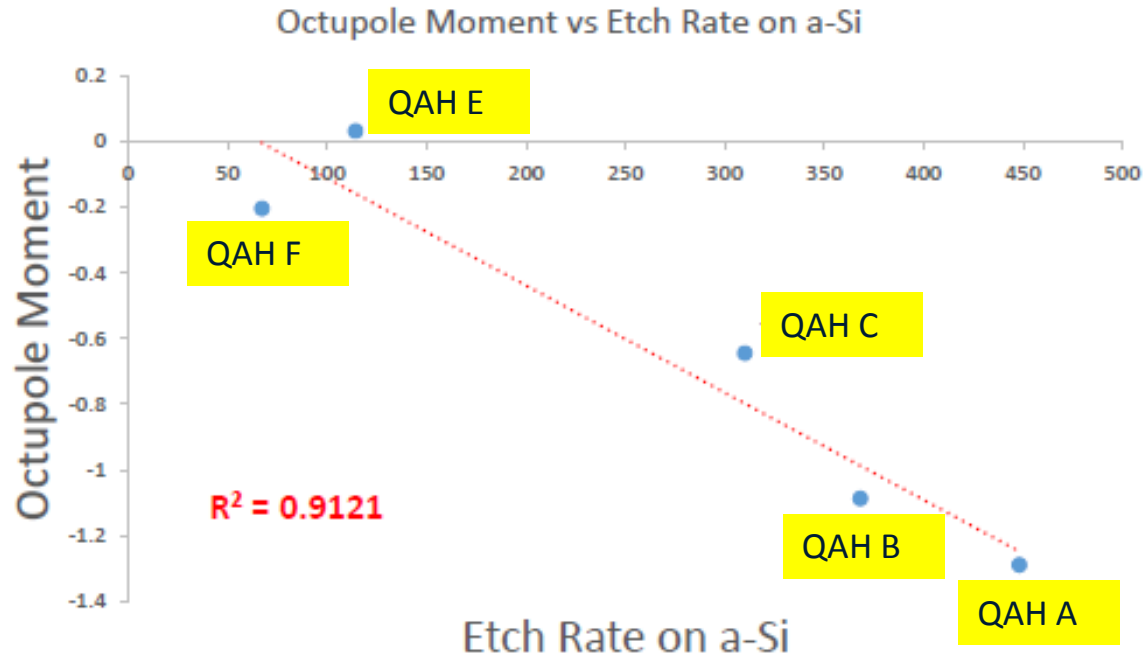 Octupole Moment vs Etch Rate on a-Si
0.2
QAH E
0
0 50 100 150 200 250 300 350 400 450 500
-0.2
QAH F
-0.4
Octupole Moment
-0.6
QAH C
-0.8
-1
R² = 0.9121
-1.2
QAH B
-1.4
QAH A
Etch Rate on a-Si